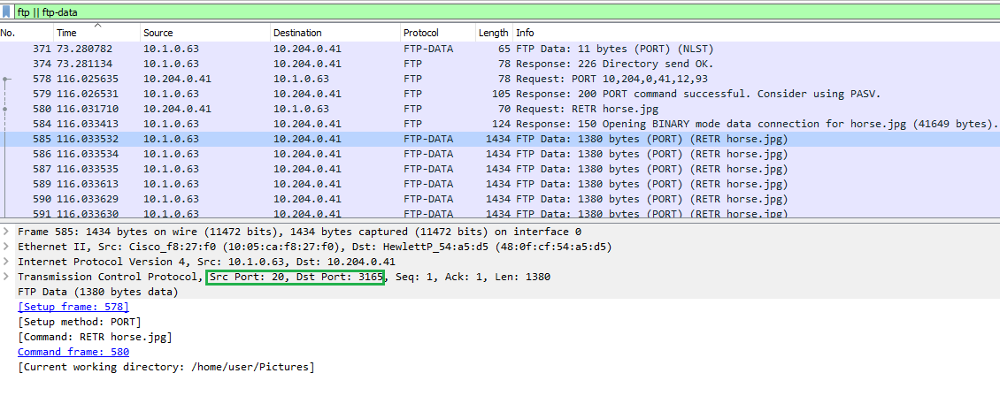 ftp || ftp-data
No. Time Source Destination Protocol Length Info
371 73.280782 10.1.0.63 10.204.0.41 FTP-DATA 65 FTP Data: 11 bytes (PORT) (NLST)
374 73.281134 10.1.0.63 10.204.0.41 FTP 78 Response: 226 Directory send OK.
578 116.025635 10.204.0.41 10.1.0.63 FTP 78 Request: PORT 10,204,0,41,12,93
579 116.026531 10.1.0.63 10.204.0.41 FTP 105 Response: 200 PORT command successful. Consider using PASV.
580 116.031710 10.204.0.41 10.1.0.63 FTP 70 Request: RETR horse.jpg
584 116.033413 10.1.0.63 10.204.0.41 FTP 124 Response: 150 Opening BINARY mode data connection for horse.jpg (41649 bytes).
585 116.033532 10.1.0.63 10.204.0.41 FTP-DATA 1434 FTP Data: 1380 bytes (PORT) (RETR horse.jpg)
586 116.033534 10.1.0.63 10.204.0.41 FTP-DATA 1434 FTP Data: 1380 bytes (PORT) (RETR horse.jpg)
587 116.033535 10.1.0.63 10.204.0.41 FTP-DATA 1434 FTP Data: 1380 bytes (PORT) (RETR horse.jpg)
589 116.033613 10.1.0.63 10.204.0.41 FTP-DATA 1434 FTP Data: 1380 bytes (PORT) (RETR horse.jpg)
590 116.033629 10.1.0.63 10.204.0.41 FTP-DATA 1434 FTP Data: 1380 bytes (PORT) (RETR horse.jpg)
591 116.033630 10.1.0.63 10.204.0.41 FTP-DATA 1434 FTP Data: 1380 bytes (PORT) (RETR horse.jpg)
Frame 585: 1434 bytes on wire (11472 bits), 1434 bytes captured (11472 bits) on interface 0
Ethernet II, Src: Cisco_f8:27:f0 (10:05:ca:f8:27:f0), Dst: HewlettP_54:a5:d5 (48:0f:cf:54:a5:d5)
Internet Protocol Version 4, Src: 10.1.0.63, Dst: 10.204.0.41
Transmission Control Protocol, Src Port: 20, Dst Port: 3165, Seq: 1, Ack: 1, Len: 1380
FTP Data (1380 bytes data)
[Setup frame: 578]
[Setup method: PORT]
[Command: RETR horse.jpg]
Command frame: 580
[Current working directory: /home/user/Pictures]